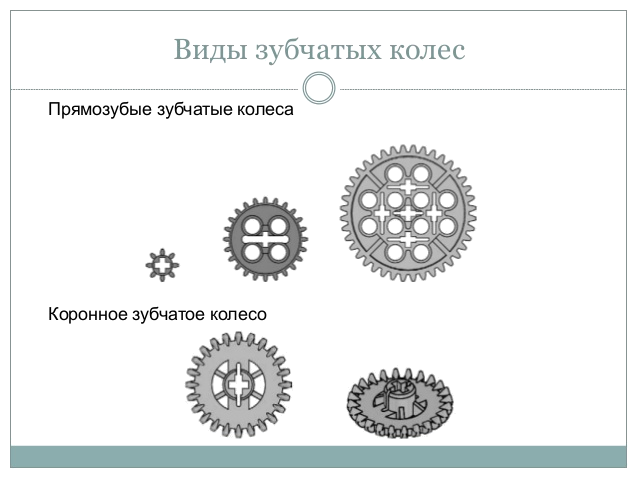 Виды зубчатых колес
Прямозубые зубчатые колеса
Коронное зубчатое колесо